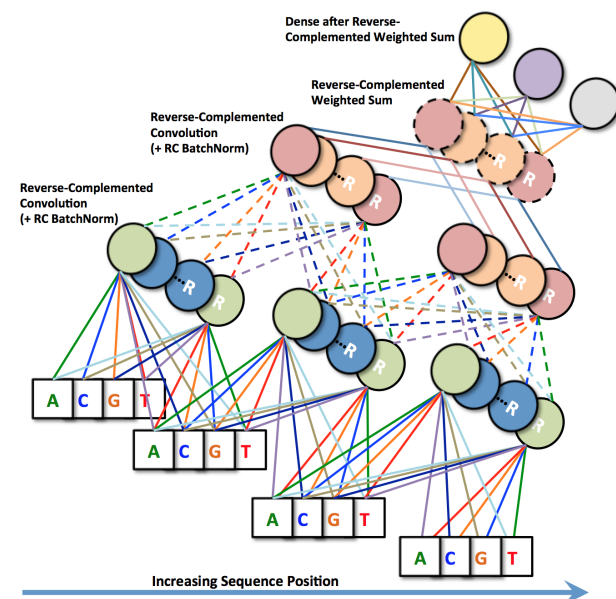 Dense after Reverse-
Complemented Weighted Sum
Reverse-Complemented
Weighted Sum
Reverse-Complemented
Convolution
(+ RC BatchNorm)
Reverse-Complemented
Convolution
(+ RC BatchNorm)
R R
R R
R R
R R
R R
R R
A C G T
A C G T
A C G T
A C G T
Increasing Sequence Position